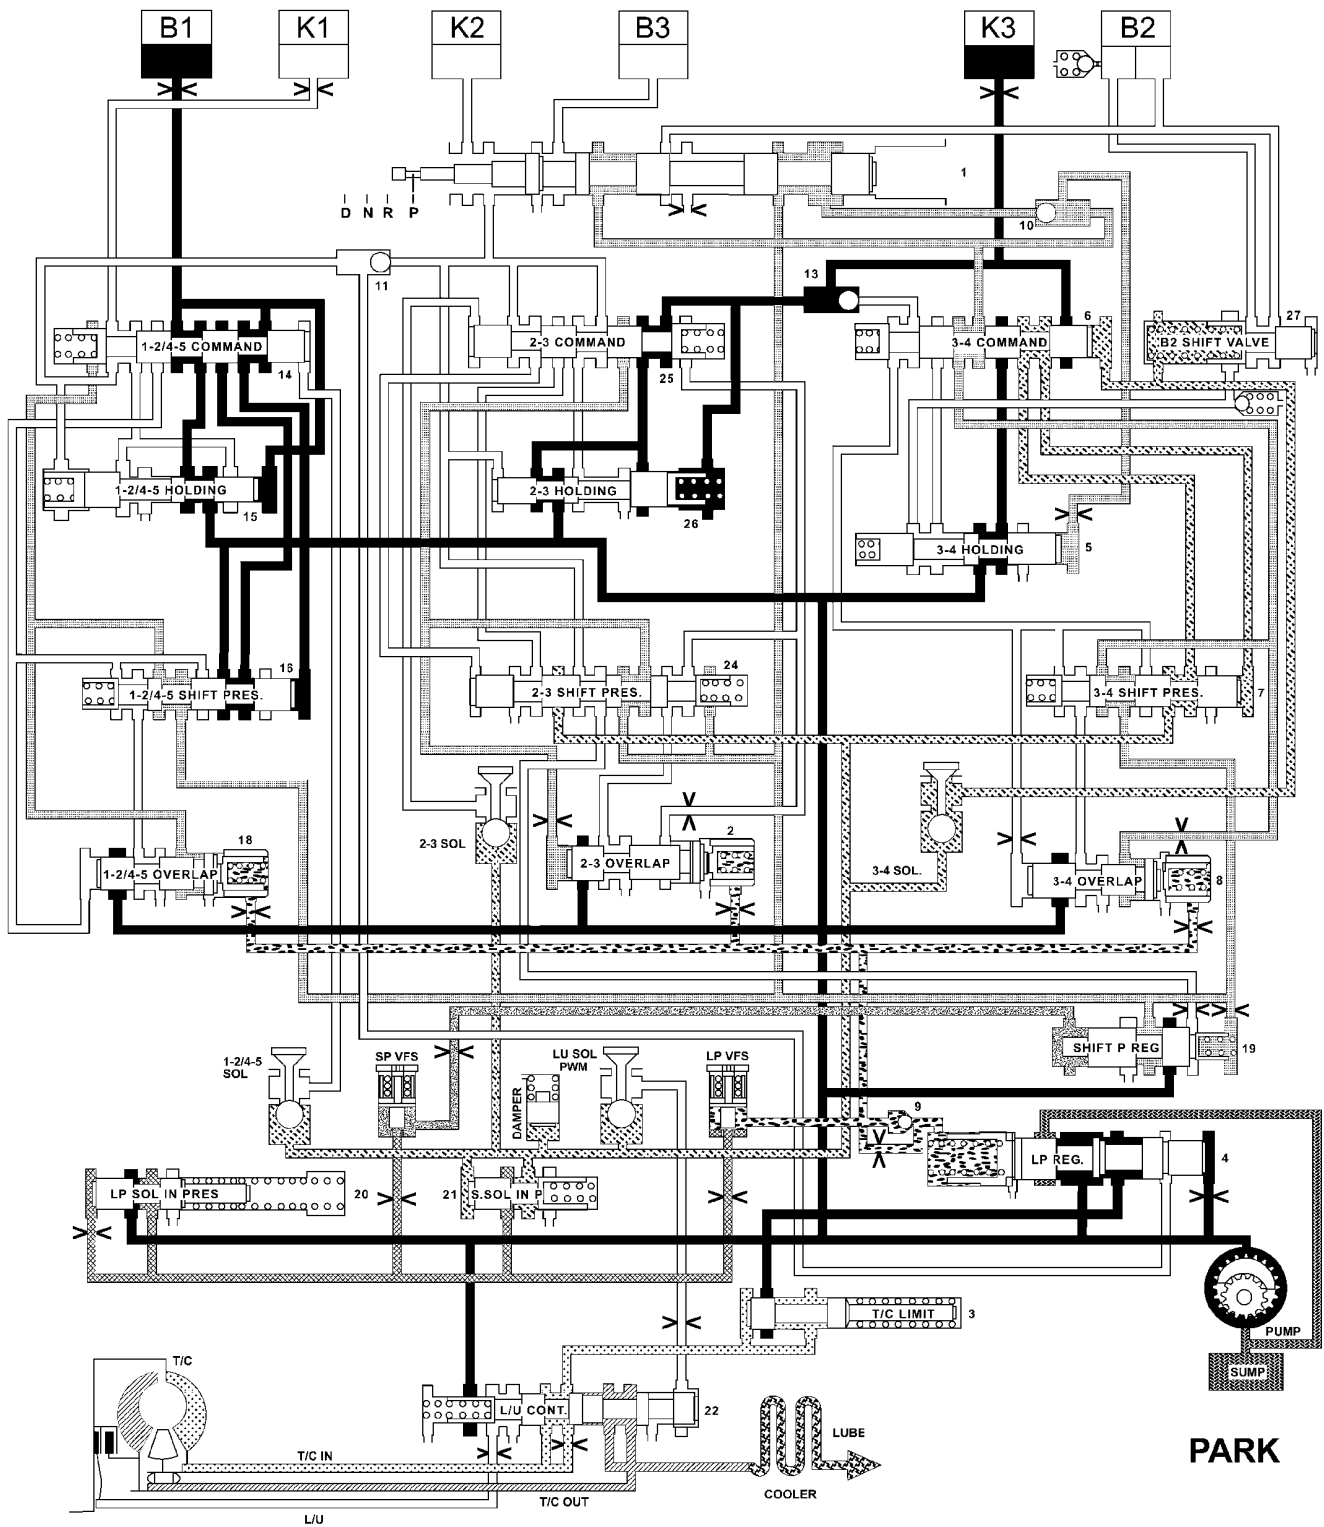 B1
K1
K2
B3
K3
B2
1
D N R P
10
11
13
6
27
1-2/4-5 COMMAND
2-3 COMMAND
3-4 COMMAND
B2 SHIFT VALVE
14
25
1-2/4-5 HOLDING
2-3 HOLDING
15
26
3-4 HOLDING
5
16
24
1-2/4-5 SHIFT PRES.
2-3 SHIFT PRES.
3-4 SHIFT PRES.
7
18
2-3 SOL
2
3-4 SOL.
1-2/4-5 OVERLAP
2-3 OVERLAP
3-4 OVERLAP
8
1-2/4-5
SOL
SP VFS
LU SOL
PWM
LP VFS
SHIFT P REG
19
DAMPER
9
LP REG.
4
LP SOL IN PRES
20
21
S.SOL IN P
T/C LIMIT
3
PUMP
SUMP
T/C
L/U CONT.
22
LUBE
T/C IN
COOLER
T/C OUT
L/U
PARK